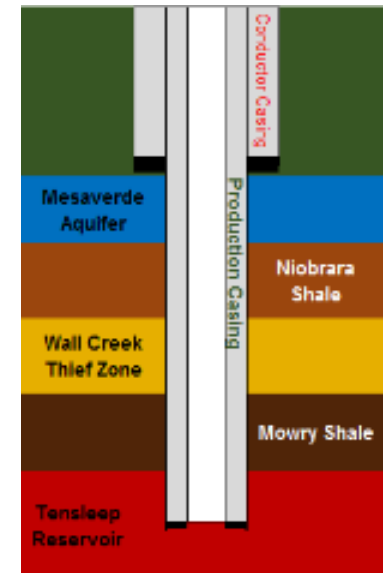 Conductor Casing
Mesaverde
Aquifer
Production Casing
Niobrara
Shale
Wall Creek
Thief Zone
Mowry Shale
Tensleep
Reservoir